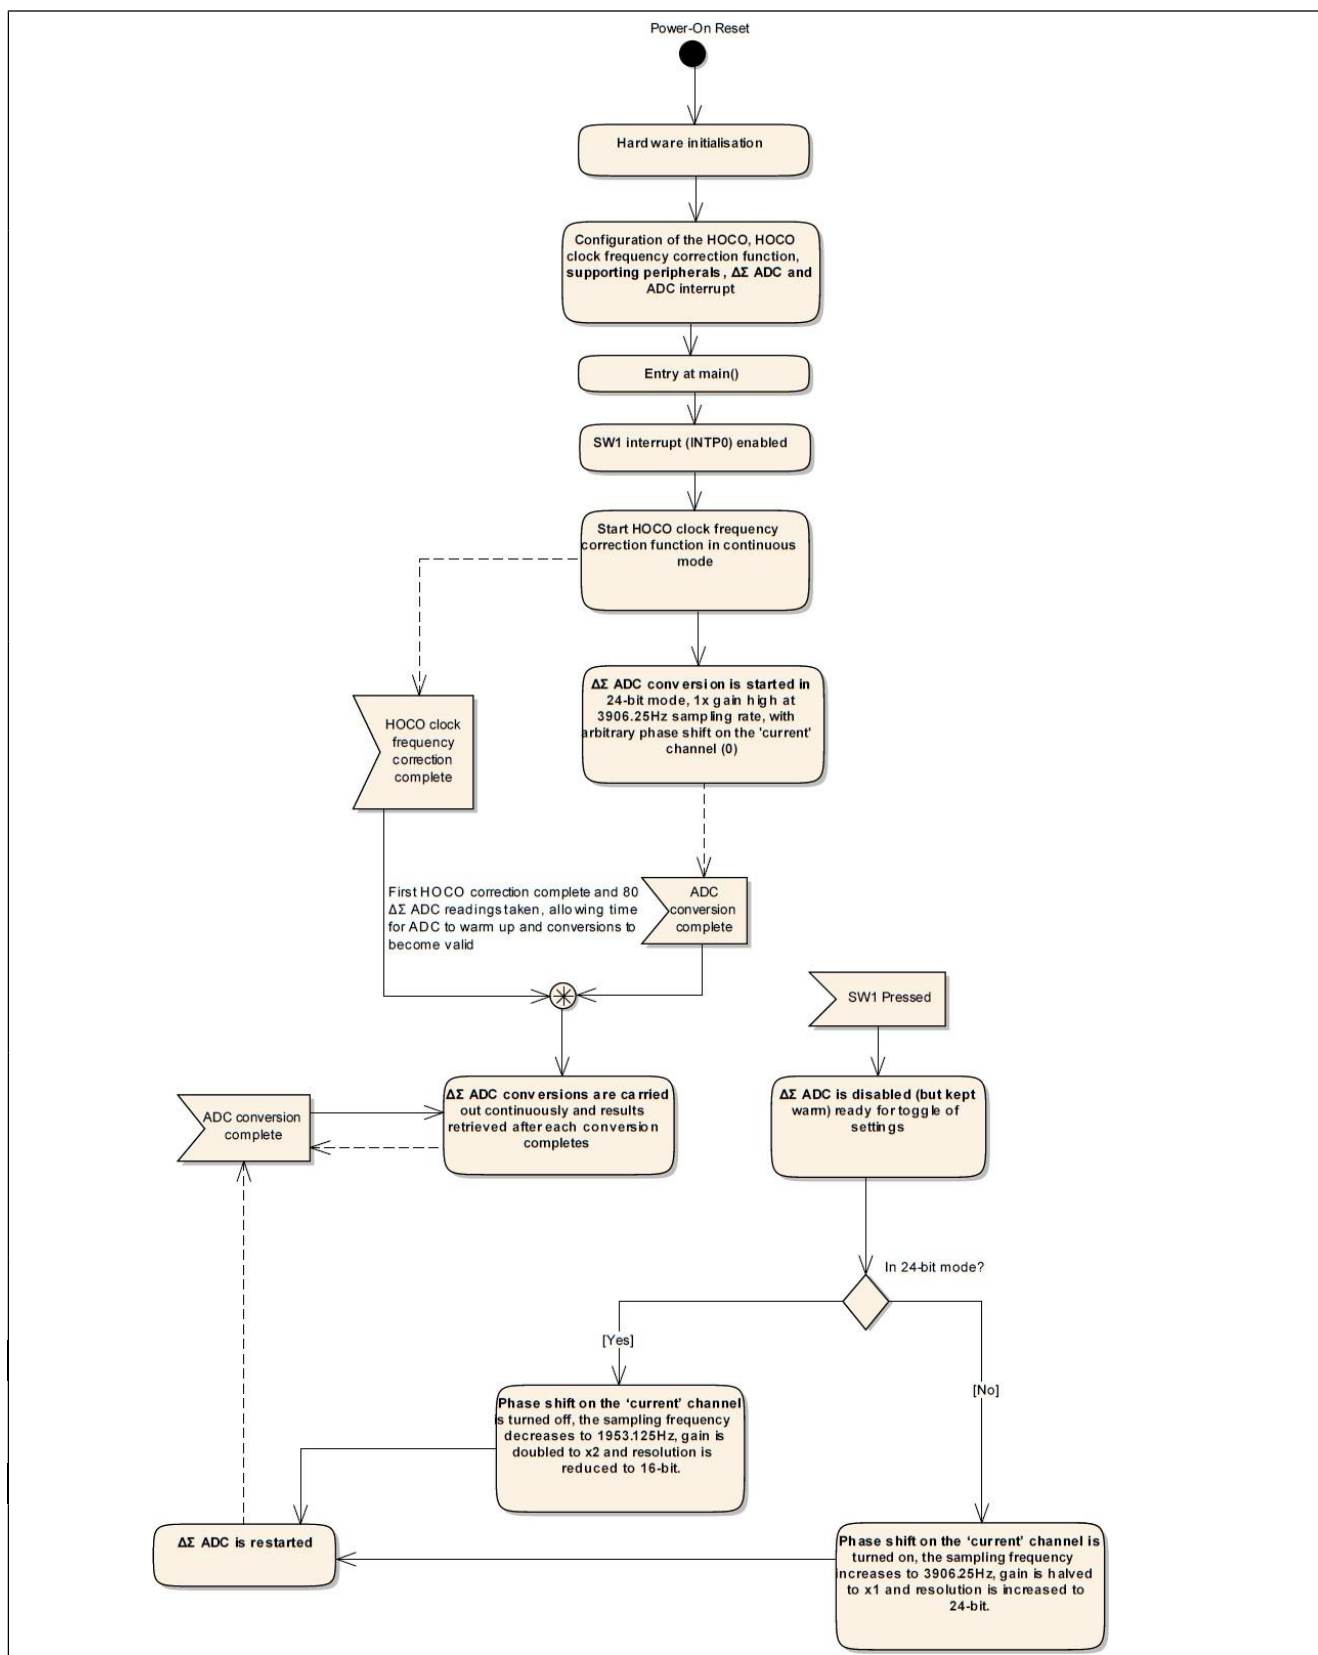 Power-On Reset
Hardware initialisation
Configuration of the HOCO, HOCO
clock frequency correction function,
supporting peripherals, ΔΣ ADC and
ADC interrupt
Entry at main()
SW1 interrupt (INTP0) enabled
Start HOCO clock frequency
correction function in continuous
mode
ΔΣ ADC conversion is started in
24-bit mode, 1x gain high at
3906.25Hz sampling rate, with
arbitrary phase shift on the 'current'
channel (0)
HOCO clock
frequency
correction
complete
First HOCO correction complete and 80
ΔΣ ADC readings taken, allowing time
for ADC to warm up and conversions to
become valid
ADC
conversion
complete
SW1 Pressed
ΔΣ ADC conversions are carried
out continuously and results
retrieved after each conversion
completes
ADC conversion
complete
ΔΣ ADC is disabled (but kept
warm) ready for toggle of
settings
In 24-bit mode?
[Yes]
[No]
Phase shift on the ‘current’ channel
is turned off, the sampling frequency
decreases to 1953.125Hz, gain is
doubled to x2 and resolution is
reduced to 16-bit.
ΔΣ ADC is restarted
Phase shift on the ‘current’ channel is
turned on, the sampling frequency
increases to 3906.25Hz, gain is halved
to x1 and resolution is increased to
24-bit.